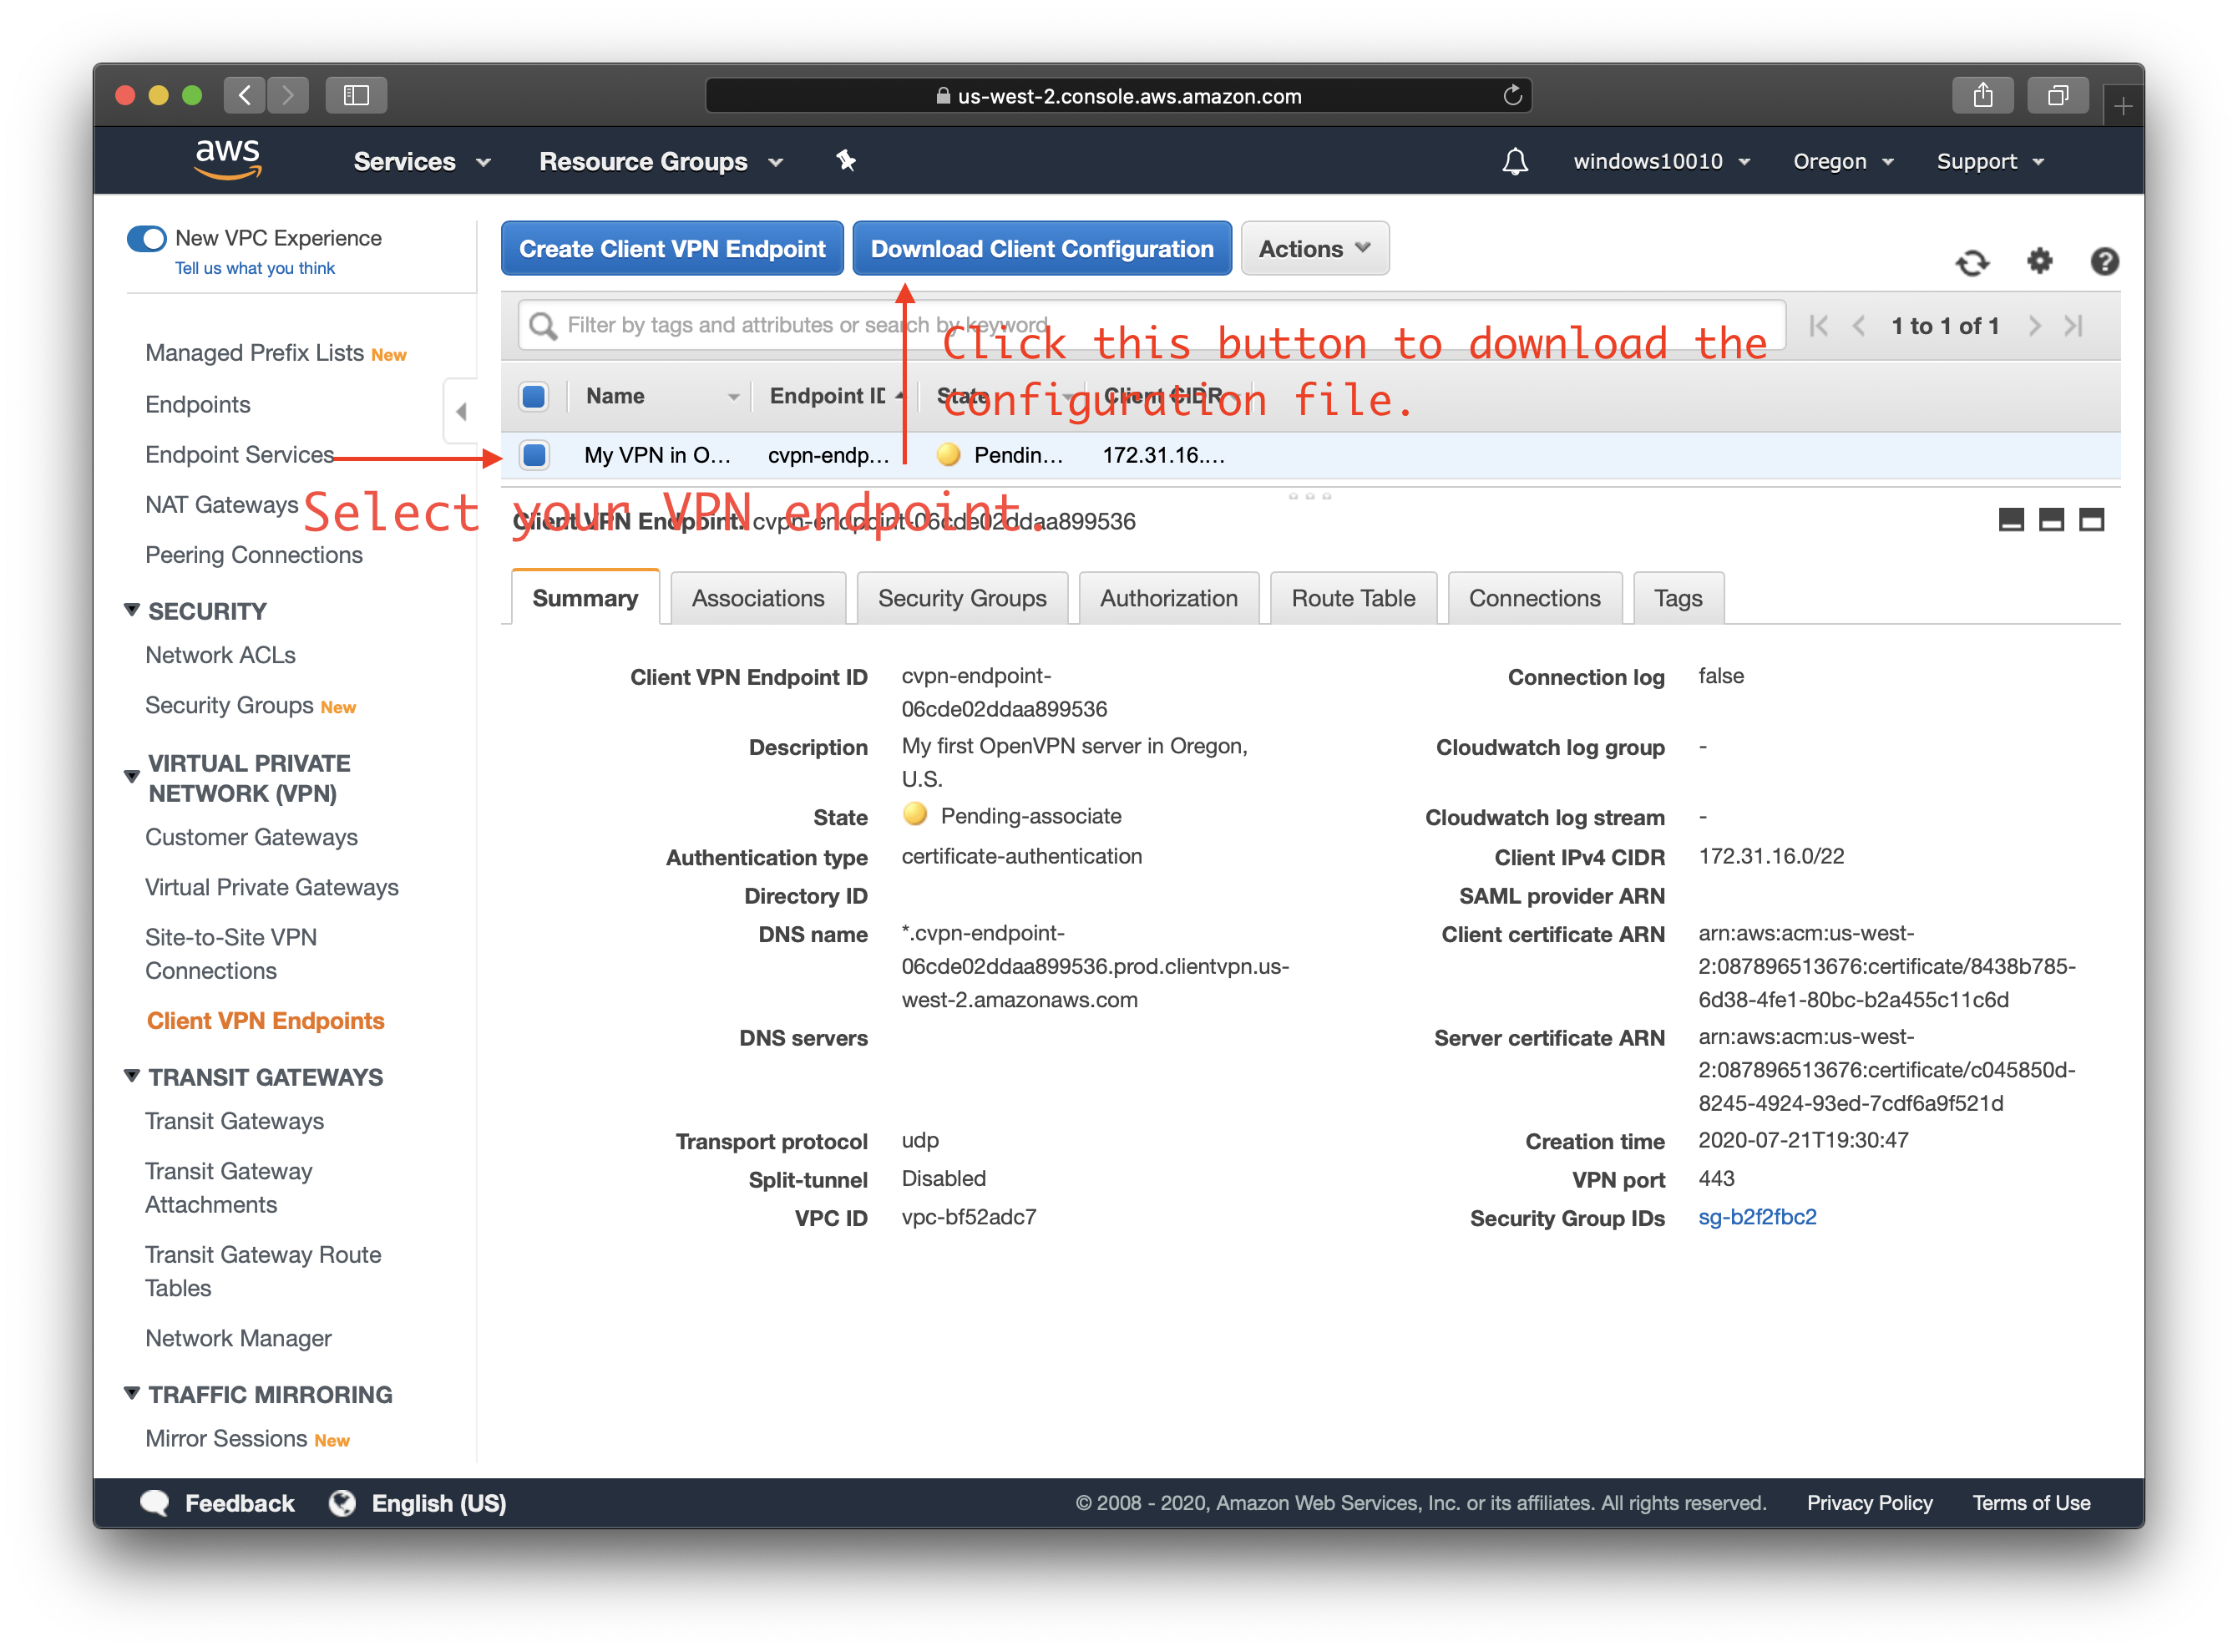 us-west-2.console.aws.amazon.com
aws Services Resource Groups windows10010 Oregon Support
New VPC Experience
Tell us what you think
Managed Prefix Lists New
Endpoints
Endpoint Services
NAT Gateways
Peering Connections
SECURITY
Network ACLs
Security Groups New
VIRTUAL PRIVATE
NETWORK (VPN)
Customer Gateways
Virtual Private Gateways
Site-to-Site VPN
Connections
Client VPN Endpoints
TRANSIT GATEWAYS
Transit Gateways
Transit Gateway
Attachments
Transit Gateway Route
Tables
Network Manager
TRAFFIC MIRRORING
Mirror Sessions New
Create Client VPN Endpoint Download Client Configuration Actions
Filter by tags and attributes or search by keyword
1 to 1 of 1
Click this button to download the
configuration file.
Name Endpoint ID State Client CIDR
My VPN in O... cvpn-endp... Pendin... 172.31.16....
Select your VPN endpoint.
Client VPN Endpoint: cvpn-endpoint-06cde02ddaa899536
Summary Associations Security Groups Authorization Route Table Connections Tags
Client VPN Endpoint ID cvpn-endpoint-
06cde02ddaa899536
Description My first OpenVPN server in Oregon,
U.S.
State Pending-associate
Authentication type certificate-authentication
Directory ID
DNS name *.cvpn-endpoint-
06cde02ddaa899536.prod.clientvpn.us-
west-2.amazonaws.com
DNS servers
Transport protocol udp
Split-tunnel Disabled
VPC ID vpc-bf52adc7
Connection log false
Cloudwatch log group -
Cloudwatch log stream -
Client IPv4 CIDR 172.31.16.0/22
SAML provider ARN
Client certificate ARN arn:aws:acm:us-west-
2:087896513676:certificate/8438b785-
6d38-4fe1-80bc-b2a455c11c6d
Server certificate ARN arn:aws:acm:us-west-
2:087896513676:certificate/c045850d-
8245-4924-93ed-7cdf6a9f521d
Creation time 2020-07-21T19:30:47
VPN port 443
Security Group IDs sg-b2f2fbc2
Feedback English (US) © 2008 - 2020, Amazon Web Services, Inc. or its affiliates. All rights reserved. Privacy Policy Terms of Use